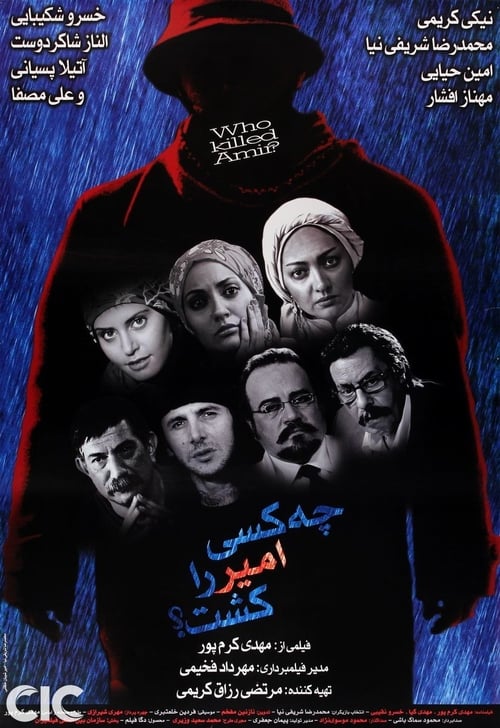 نیکی کریمی
محمدرضا شریفی نیا
امین حیایی
مهناز افشار
خسرو شکیبایی
الناز شاکردوست
آتیلا پسیانی
و علی مصفا
Who
killed
Amir?
چه کسی
امیر را
کشت؟
فیلمی از: مهدی کرم پور
مدیر فیلمبرداری: مهرداد فخیمی
تهیه کننده: مرتضی رزاق کریمی
CIC